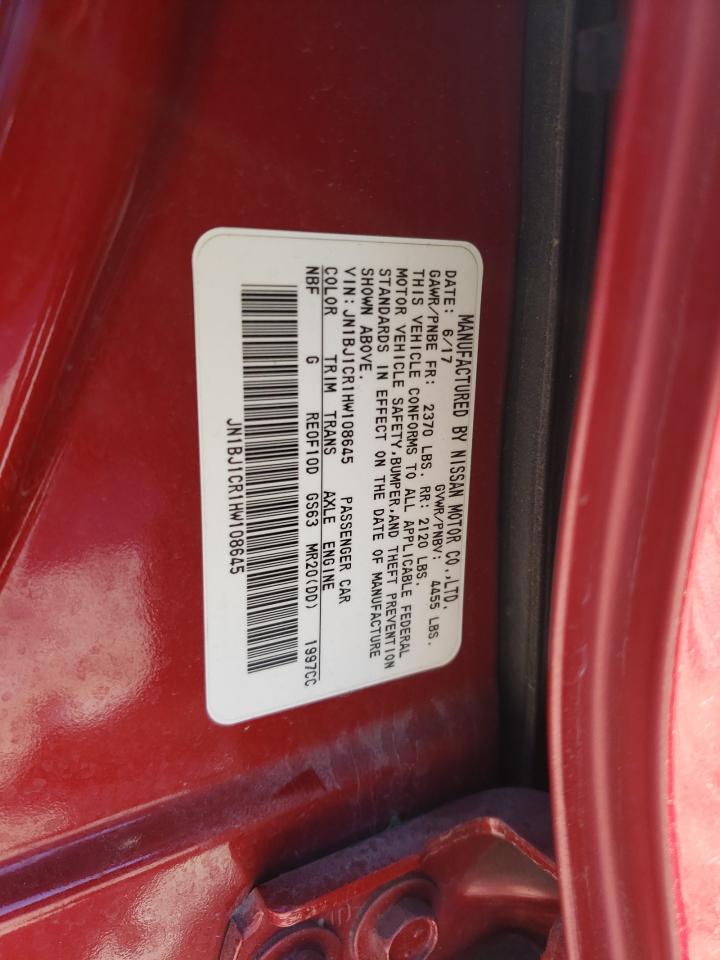 MANUFACTURED BY NISSAN MOTOR CO.,LTD.
DATE: 6/17 GVWR/PNBV: 4455 LBS.
GAWR/PNBE FR: 2370 LBS. RR: 2120 LBS.
THIS VEHICLE CONFORMS TO ALL APPLICABLE FEDERAL
MOTOR VEHICLE SAFETY,BUMPER,AND THEFT PREVENTION
STANDARDS IN EFFECT ON THE DATE OF MANUFACTURE
SHOWN ABOVE.
VIN:JN1BJ1CR1HW108645 PASSENGER CAR
COLOR TRIM TRANS AXLE ENGINE
NBF G RE0F10D GS63 MR20(DD) 1997CC
JN1BJ1CR1HW108645